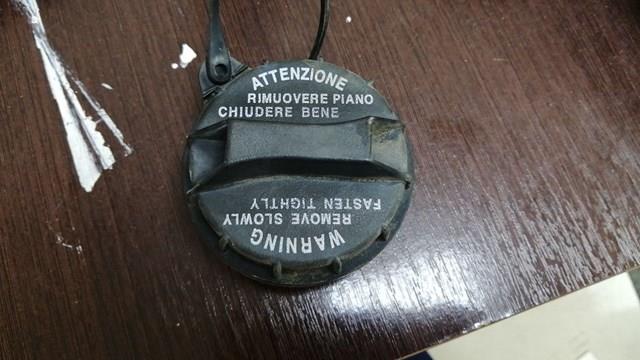 ATTENZIONE
RIMUOVERE PIANO
CHIUDERE BENE
WARNING
REMOVE SLOWLY
FASTEN TIGHTLY